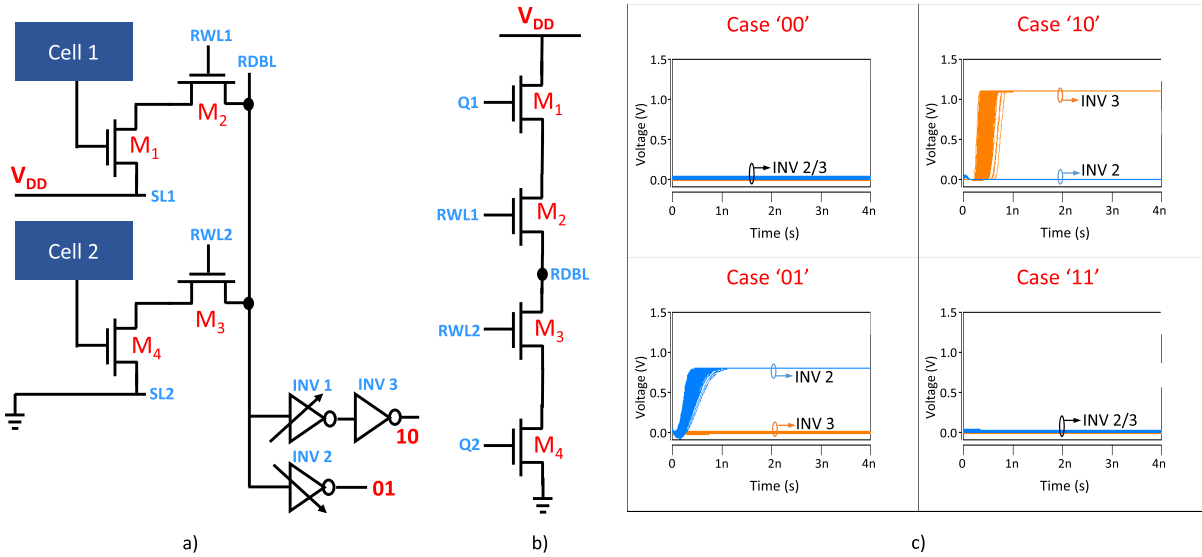 Cell 1
RWL1
RDBL
M2
M1
VDD
SL1
Cell 2
RWL2
M3
M4
SL2
INV 1
INV 3
10
INV 2
01
a)
VDD
Q1
M1
RWL1
M2
RDBL
RWL2
M3
Q2
M4
b)
Case ‘00’
Voltage (V)
1.5
1.0
0.5
0.0
INV 2/3
0
1n
2n
3n
4n
Time (s)
Case ‘10’
Voltage (V)
1.5
1.0
0.5
0.0
INV 3
INV 2
0
1n
2n
3n
4n
Time (s)
Case ‘01’
Voltage (V)
1.5
1.0
0.5
0.0
INV 2
INV 3
0
1n
2n
3n
4n
Time (s)
Case ‘11’
Voltage (V)
1.5
1.0
0.5
0.0
INV 2/3
0
1n
2n
3n
4n
Time (s)
c)